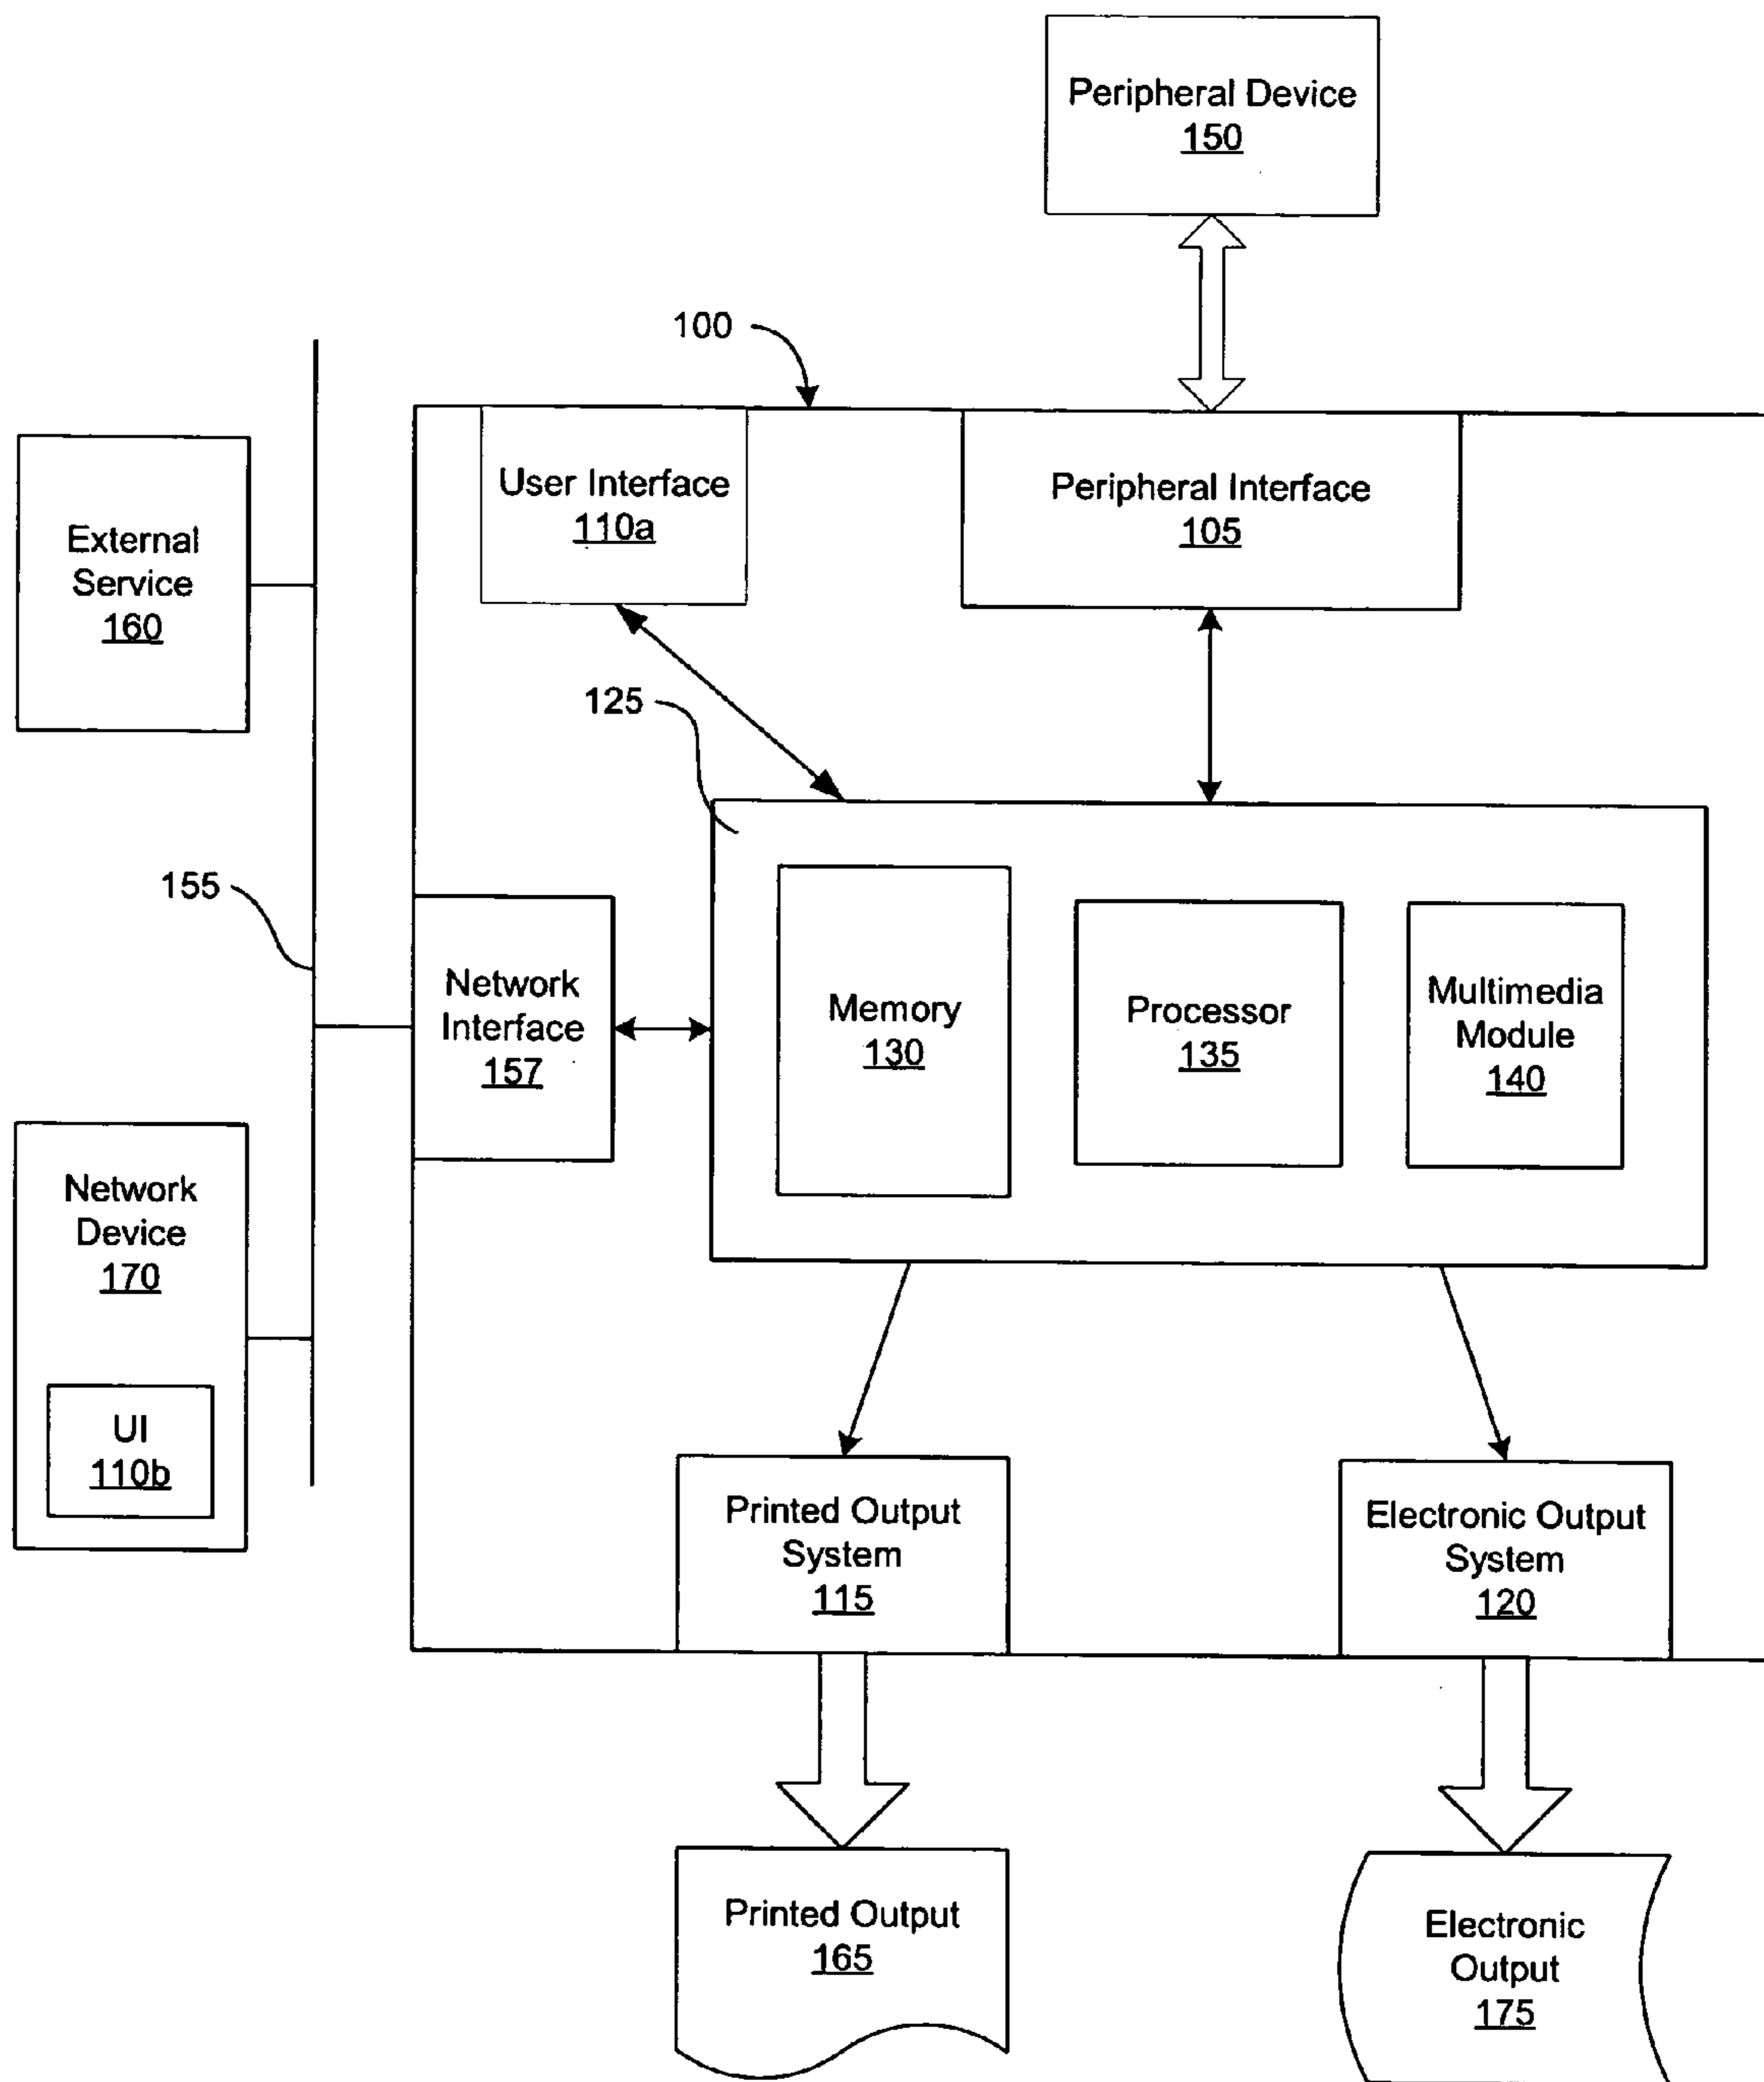 Peripheral Device
150
100
User Interface
110a
Peripheral Interface
105
External
Service
160
125
155
Network
Interface
157
Memory
130
Processor
135
Multimedia
Module
140
Network
Device
170
UI
110b
Printed Output
System
115
Electronic Output
System
120
Printed Output
165
Electronic
Output
175